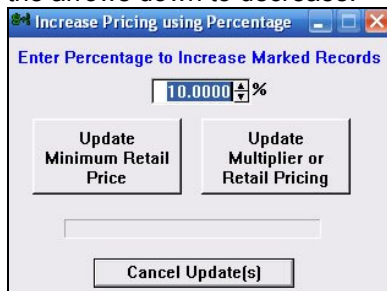 the arrows down to decrease.
Increase Pricing using Percentage
Enter Percentage to Increase Marked Records
10.0000 %
Update Minimum Retail Price
Update Multiplier or Retail Pricing
Cancel Update(s)